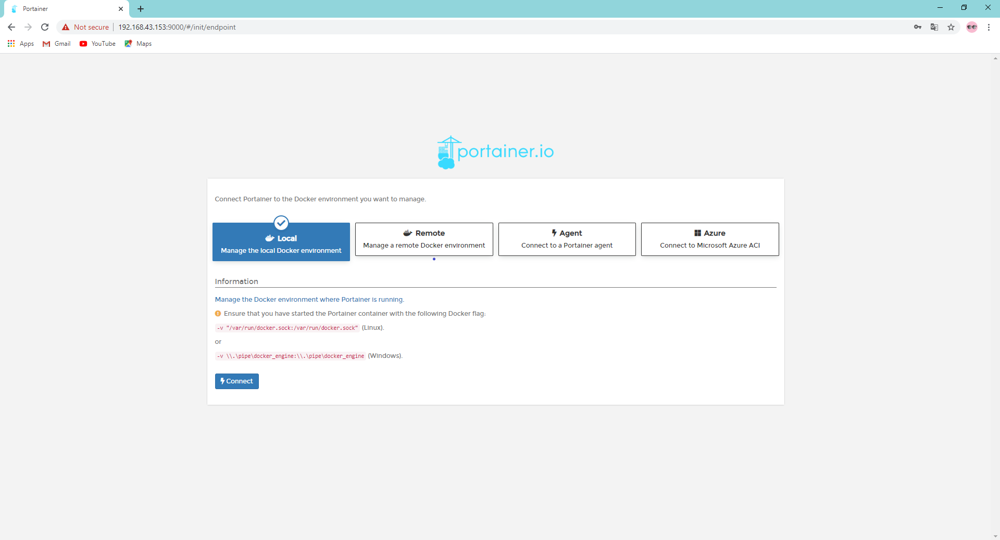 Portainer
Not secure 192.168.43.153:9000/#/init/endpoint
Apps Gmail YouTube Maps
portainer.io
Connect Portainer to the Docker environment you want to manage.
Local
Manage the local Docker environment
Remote
Manage a remote Docker environment
Agent
Connect to a Portainer agent
Azure
Connect to Microsoft Azure ACI
Information
Manage the Docker environment where Portainer is running.
Ensure that you have started the Portainer container with the following Docker flag:
-v "/var/run/docker.sock:/var/run/docker.sock" (Linux).
or
-v \\.\pipe\docker_engine:\\.\pipe\docker_engine (Windows).
Connect